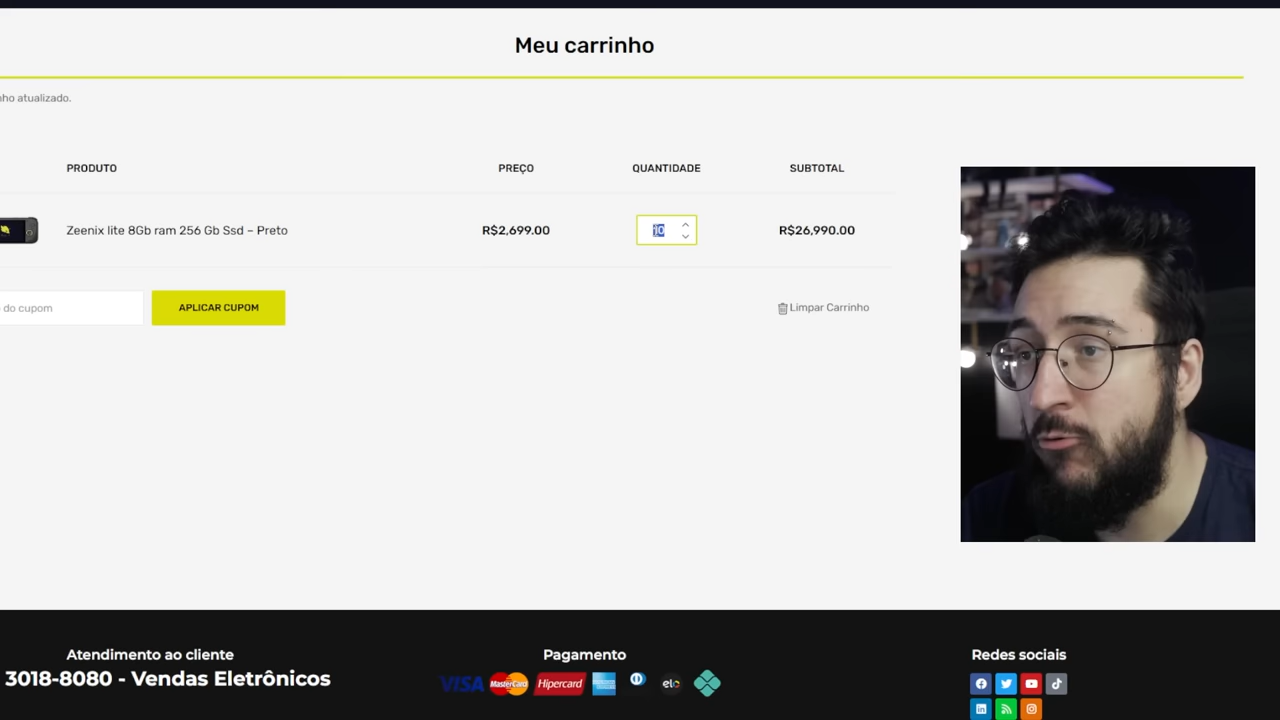 Meu carrinho
nho atualizado.
PRODUTO PREÇO QUANTIDADE SUBTOTAL
Zeenix lite 8Gb ram 256 Gb Ssd – Preto R$2,699.00 10 R$26,990.00
do cupom APLICAR CUPOM Limpar Carrinho
Atendimento ao cliente Pagamento Redes sociais
3018-8080 - Vendas Eletrônicos VISA MasterCard Hipercard elo